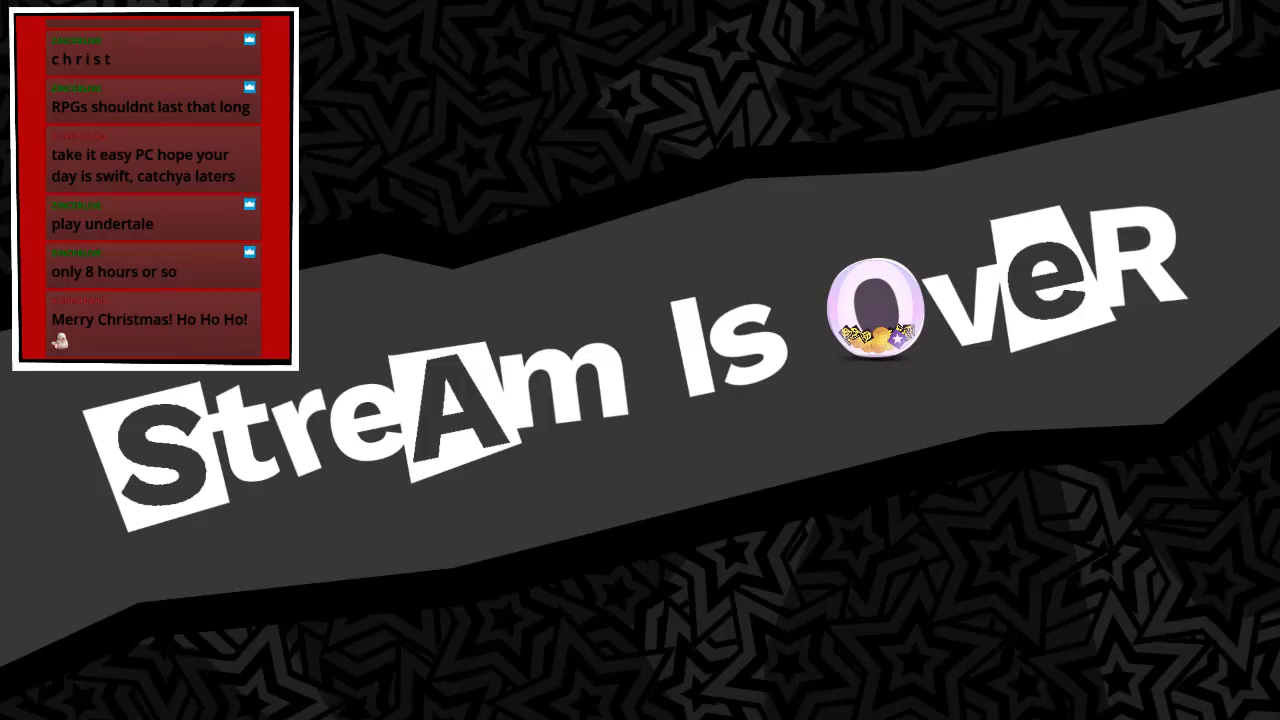 c h r i s t
RPGs shouldnt last that long
take it easy PC hope your
day is swift, catchya laters
play undertale
only 8 hours or so
Merry Christmas! Ho Ho Ho!
StreAm Is OveR